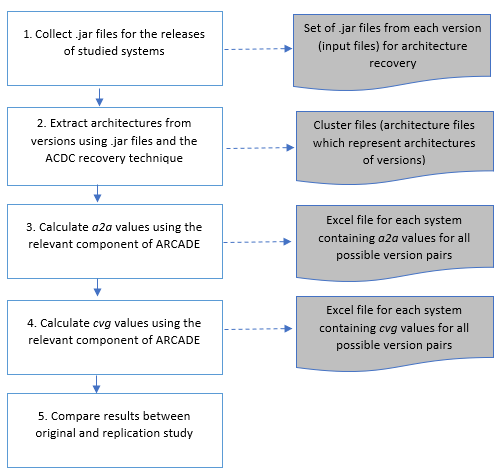 1. Collect .jar files for the releases
of studied systems
Set of .jar files from each version
(input files) for architecture
recovery
2. Extract architectures from
versions using .jar files and the
ACDC recovery technique
Cluster files (architecture files
which represent architectures
of versions)
3. Calculate a2a values using the
relevant component of ARCADE
Excel file for each system
containing a2a values for all
possible version pairs
4. Calculate cvg values using the
relevant component of ARCADE
Excel file for each system
containing cvg values for all
possible version pairs
5. Compare results between
original and replication study